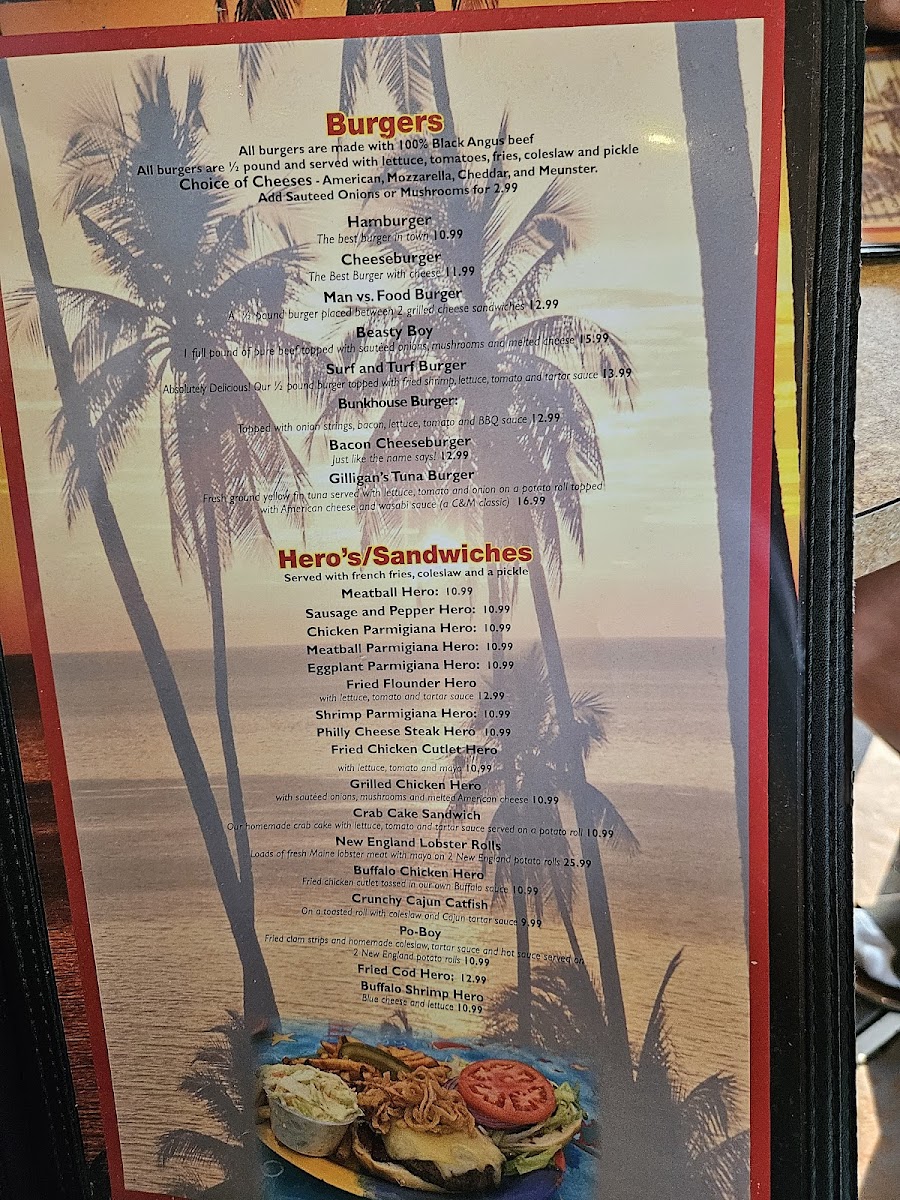 Burgers
All burgers are made with 100% Black Angus beef
All burgers are ½ pound and served with lettuce, tomatoes, fries, coleslaw and pickle
Choice of Cheeses - American, Mozzarella, Cheddar, and Meunster.
Add Sauteed Onions or Mushrooms for 2.99
Hamburger
The best burger in town 10.99
Cheeseburger
The Best Burger with cheese 11.99
Man vs. Food Burger
A ½ pound burger placed between 2 grilled cheese sandwiches 12.99
Beasty Boy
1 full pound of pure beef topped with sautéed onions, mushrooms and melted cheese 15.99
Surf and Turf Burger
Absolutely Delicious! Our ½ pound burger topped with fried shrimp, lettuce, tomato and tartar sauce 13.99
Bunkhouse Burger:
Topped with onion strings, bacon, lettuce, tomato and BBQ sauce 12.99
Bacon Cheeseburger
Just like the name says! 12.99
Gilligan's Tuna Burger
Fresh ground yellow fin tuna served with lettuce, tomato and onion on a potato roll topped
with American cheese and wasabi sauce (a C&M classic) 16.99
Hero's/Sandwiches
Served with french fries, coleslaw and a pickle
Meatball Hero: 10.99
Sausage and Pepper Hero: 10.99
Chicken Parmigiana Hero: 10.99
Meatball Parmigiana Hero: 10.99
Eggplant Parmigiana Hero: 10.99
Fried Flounder Hero
with lettuce, tomato and tartar sauce 12.99
Shrimp Parmigiana Hero: 10.99
Philly Cheese Steak Hero 10.99
Fried Chicken Cutlet Hero
with lettuce, tomato and mayo 10.99
Grilled Chicken Hero
with sautéed onions, mushrooms and melted American cheese 10.99
Crab Cake Sandwich
Our homemade crab cake with lettuce, tomato and tartar sauce served on a potato roll 10.99
New England Lobster Rolls
Loads of fresh Maine lobster meat with mayo on 2 New England potato rolls 25.99
Buffalo Chicken Hero
Fried chicken cutlet tossed in our own Buffalo sauce 10.99
Crunchy Cajun Catfish
On a toasted roll with coleslaw and Cajun tartar sauce 9.99
Po-Boy
Fried clam strips and homemade coleslaw, tartar sauce and hot sauce served on
2 New England potato rolls 10.99
Fried Cod Hero: 12.99
Buffalo Shrimp Hero
Blue cheese and lettuce 10.99